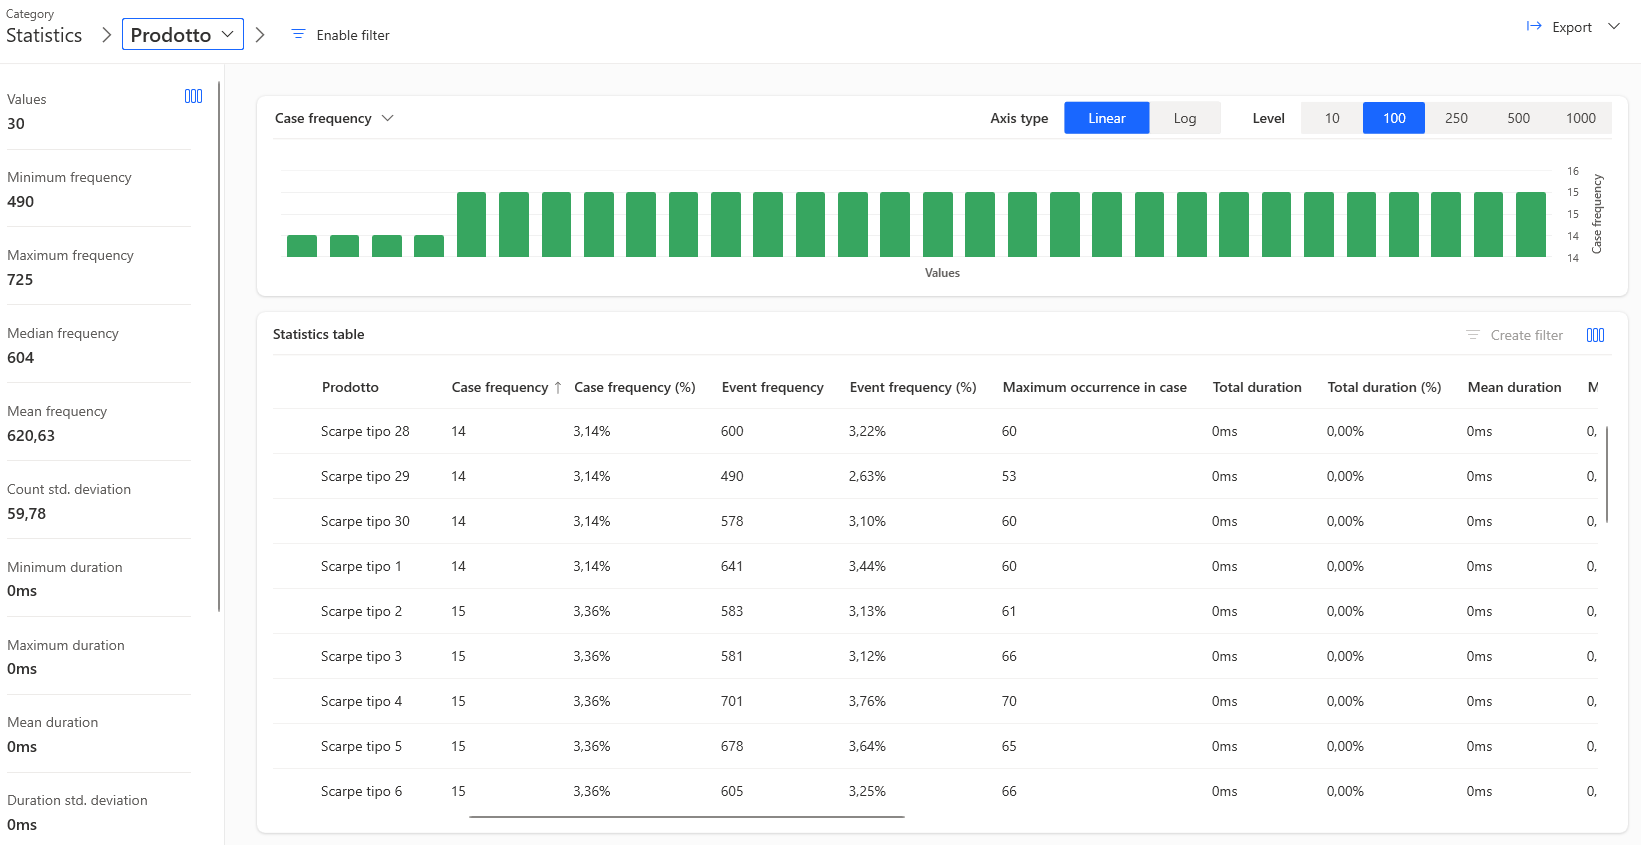 Category
Statistics
Prodotto
Enable filter
Export
Values
30
Minimum frequency
490
Maximum frequency
725
Median frequency
604
Mean frequency
620,63
Count std. deviation
59,78
Minimum duration
0ms
Maximum duration
0ms
Mean duration
0ms
Duration std. deviation
0ms
Case frequency
Axis type Linear Log Level 10 100 250 500 1000
16
15
15
14
14
Case frequency
Values
Statistics table
Create filter
Prodotto Case frequency ↑ Case frequency (%) Event frequency Event frequency (%) Maximum occurrence in case Total duration Total duration (%) Mean duration M
Scarpe tipo 28 14 3,14% 600 3,22% 60 0ms 0,00% 0ms 0,
Scarpe tipo 29 14 3,14% 490 2,63% 53 0ms 0,00% 0ms 0,
Scarpe tipo 30 14 3,14% 578 3,10% 60 0ms 0,00% 0ms 0,
Scarpe tipo 1 14 3,14% 641 3,44% 60 0ms 0,00% 0ms 0,
Scarpe tipo 2 15 3,36% 583 3,13% 61 0ms 0,00% 0ms 0,
Scarpe tipo 3 15 3,36% 581 3,12% 66 0ms 0,00% 0ms 0,
Scarpe tipo 4 15 3,36% 701 3,76% 70 0ms 0,00% 0ms 0,
Scarpe tipo 5 15 3,36% 678 3,64% 65 0ms 0,00% 0ms 0,
Scarpe tipo 6 15 3,36% 605 3,25% 66 0ms 0,00% 0ms 0,